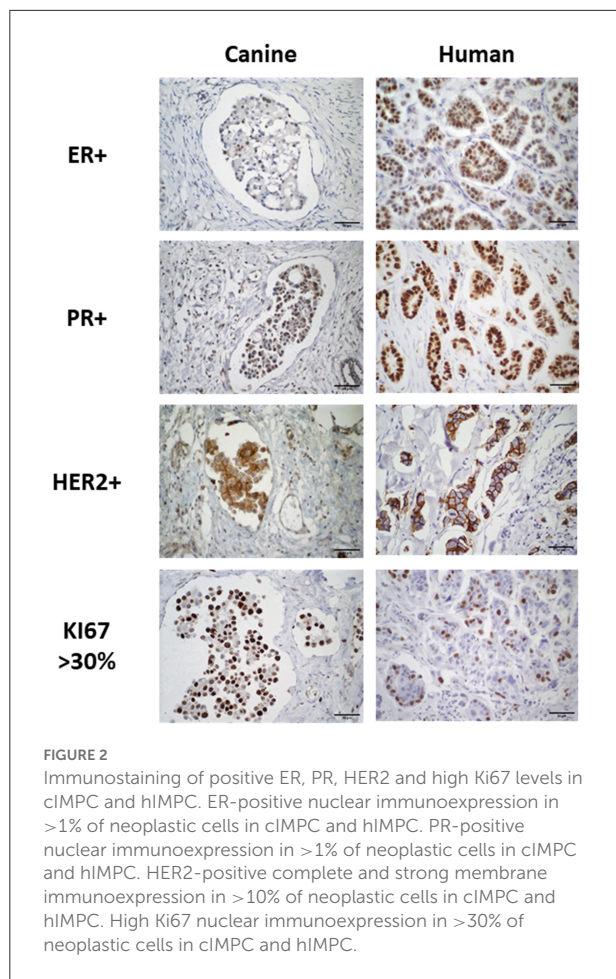 Canine Human
ER+
PR+
HER2+
KI67
>30%
FIGURE 2
Immunostaining of positive ER, PR, HER2 and high Ki67 levels in
cIMPC and hIMPC. ER-positive nuclear immunoexpression in
>1% of neoplastic cells in cIMPC and hIMPC. PR-positive
nuclear immunoexpression in >1% of neoplastic cells in cIMPC
and hIMPC. HER2-positive complete and strong membrane
immunoexpression in >10% of neoplastic cells in cIMPC and
hIMPC. High Ki67 nuclear immunoexpression in >30% of
neoplastic cells in cIMPC and hIMPC.